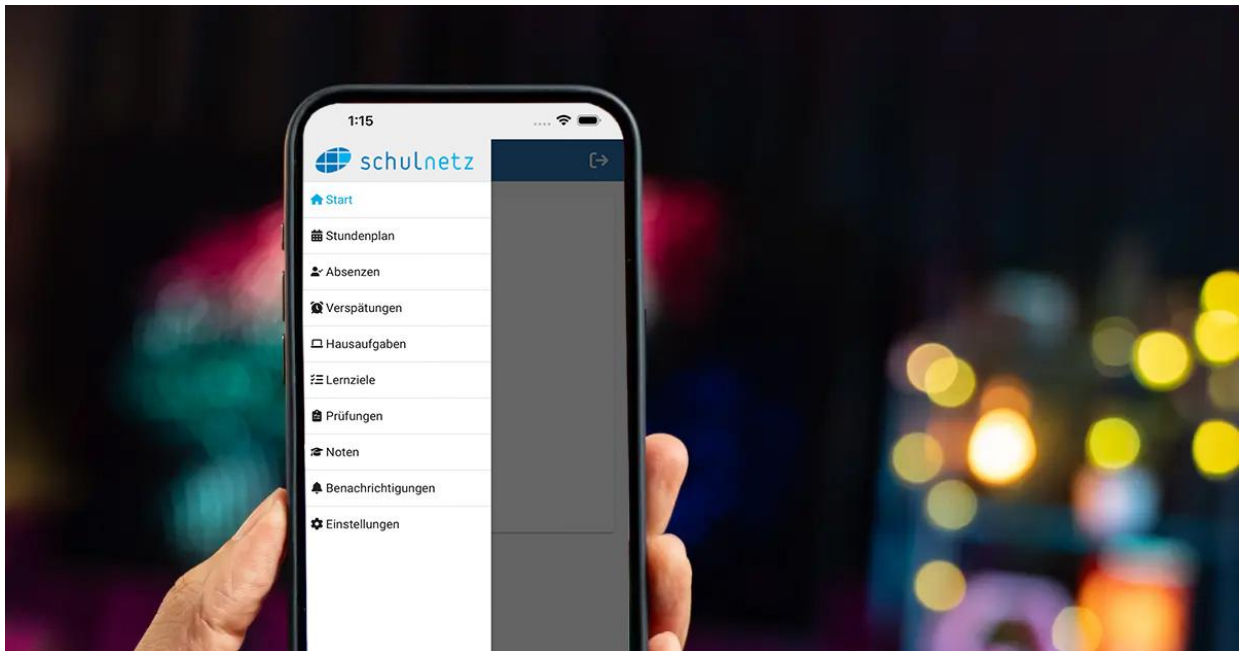 1:15
schulnetz
Start
Stundenplan
Absenzen
Verspätungen
Hausaufgaben
Lernziele
Prüfungen
Noten
Benachrichtigungen
Einstellungen